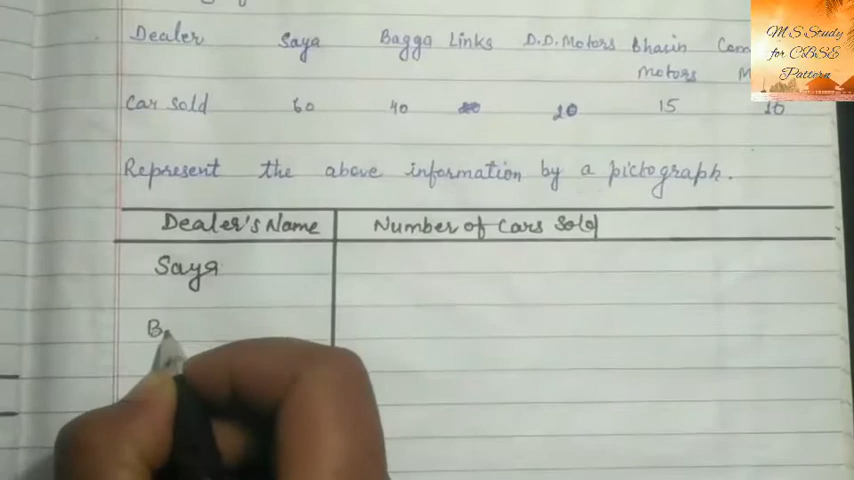 Dealer Saya Bagga Links D.D. Motors Bhasin Motors
Car sold 60 40 20 15 10
Represent the above information by a pictograph.
Dealer's Name Number of Cars Sold
Saya
B
M S Study
for CBSE
Pattern